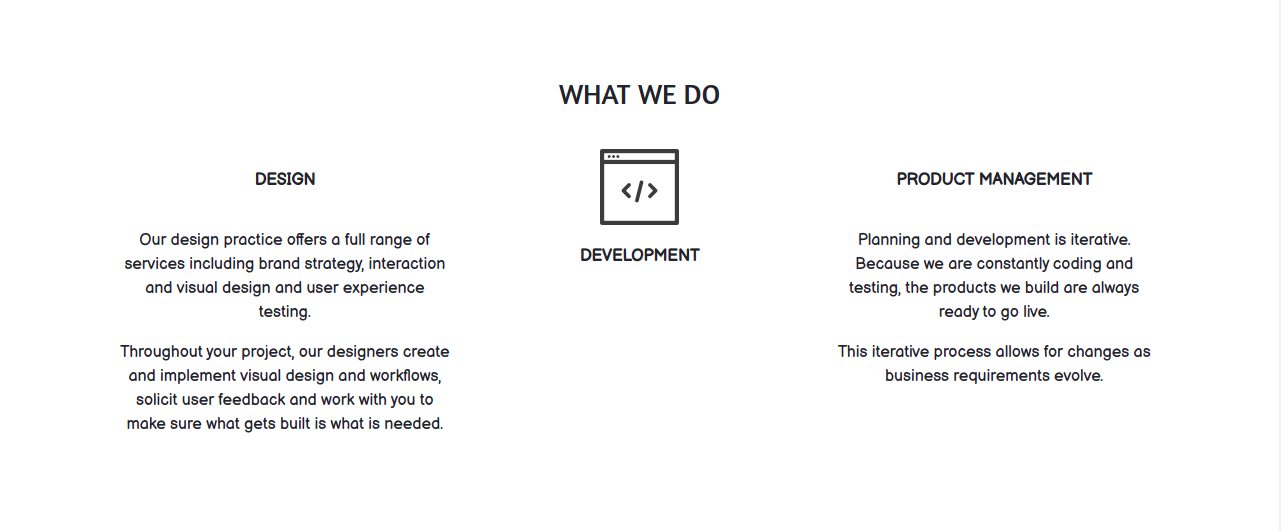 WHAT WE DO
DESIGN
Our design practice offers a full range of
services including brand strategy, interaction
and visual design and user experience
testing.
Throughout your project, our designers create
and implement visual design and workflows,
solicit user feedback and work with you to
make sure what gets built is what is needed.
</>
DEVELOPMENT
PRODUCT MANAGEMENT
Planning and development is iterative.
Because we are constantly coding and
testing, the products we build are always
ready to go live.
This iterative process allows for changes as
business requirements evolve.